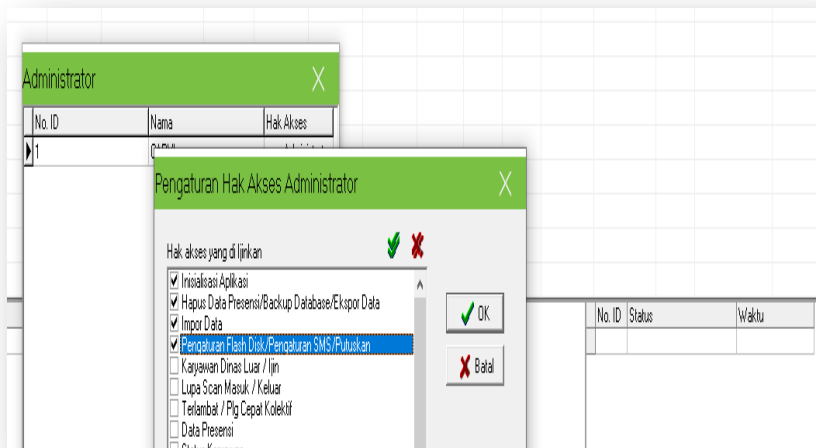 Administrator
No. ID Nama Hak Akses
1
Pengaturan Hak Akses Administrator
Hak akses yang di Ijinkan
Inisialisasi Aplikasi
Hapus Data Presensi/Backup Database/Ekspor Data
Impor Data
Pengaturan Flash Disk/Pengaturan SMS/Putuskan
Karyawan Dinas Luar / Ijin
Lupa Scan Masuk / Keluar
Terlambat / Plg Cepat Kolektif
Data Presensi
OK
Batal
No. ID Status Waktu